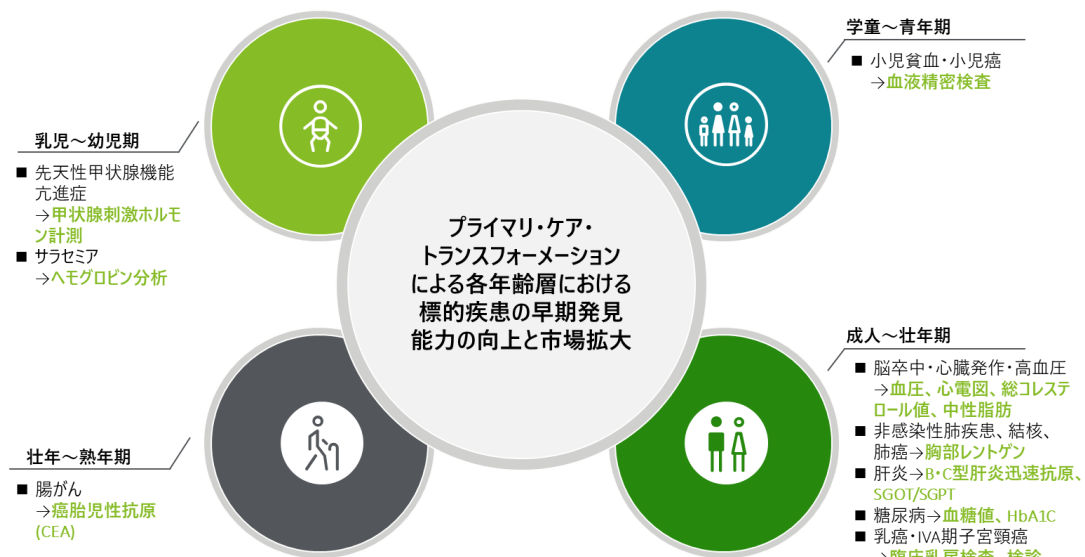 乳児～幼児期
■ 先天性甲状腺機能
亢進症
→甲状腺刺激ホルモ
ン計測
■ サラセミア
→ヘモグロビン分析
学童～青年期
■ 小児貧血・小児癌
→血液精密検査
プライマリ・ケア・
トランスフォーメーション
による各年齢層における
標的疾患の早期発見
能力の向上と市場拡大
壮年～熟年期
■ 腸がん
→癌胎児性抗原
(CEA)
成人～壮年期
■ 脳卒中・心臓発作・高血圧
→血圧、心電図、総コレステ
ロール値、中性脂肪
■ 非感染性肺疾患、結核、
肺癌→胸部レントゲン
■ 肝炎→B・C型肝炎迅速抗原、
SGOT/SGPT
■ 糖尿病→血糖値、HbA1C
■ 乳癌・IVA期子宮頸癌
→臨床乳房検査、検診